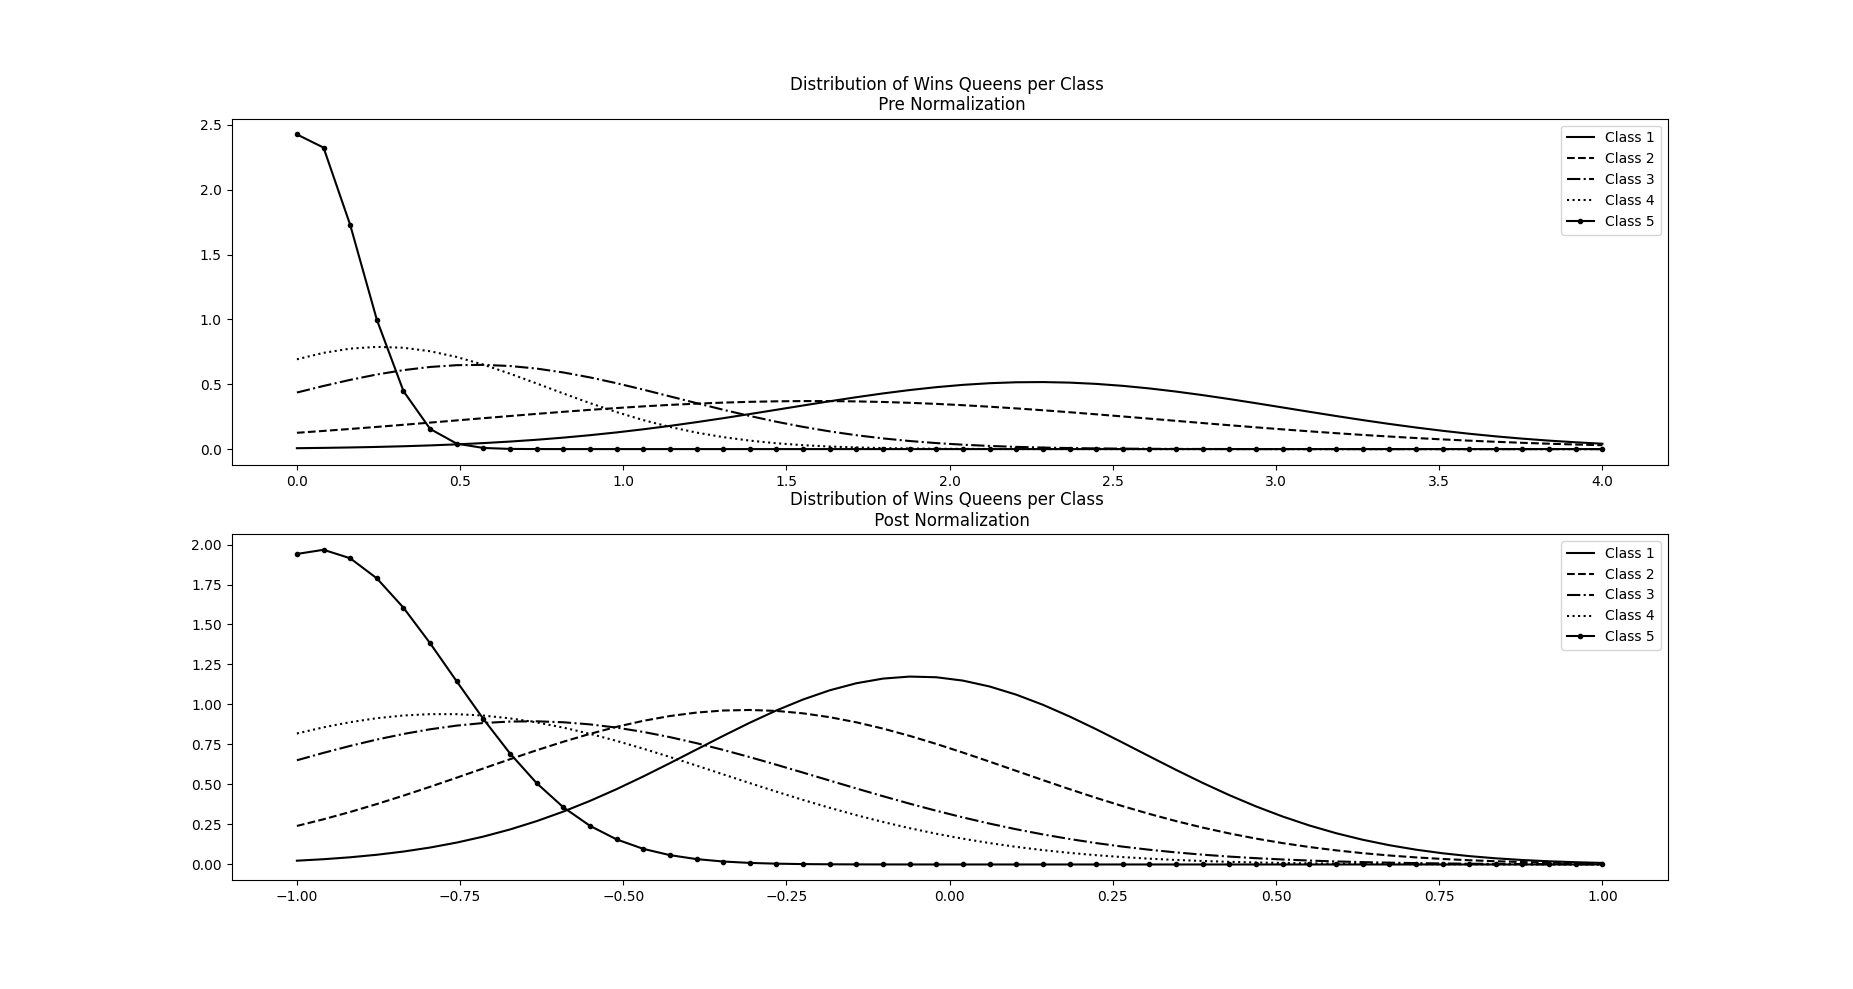 Distribution of Wins Queens per Class
Pre Normalization
2.5
2.0
1.5
1.0
0.5
0.0
Class 1
Class 2
Class 3
Class 4
Class 5
0.0 0.5 1.0 1.5 2.0 2.5 3.0 3.5 4.0
Distribution of Wins Queens per Class
Post Normalization
2.00
1.75
1.50
1.25
1.00
0.75
0.50
0.25
0.00
Class 1
Class 2
Class 3
Class 4
Class 5
−1.00 −0.75 −0.50 −0.25 0.00 0.25 0.50 0.75 1.00